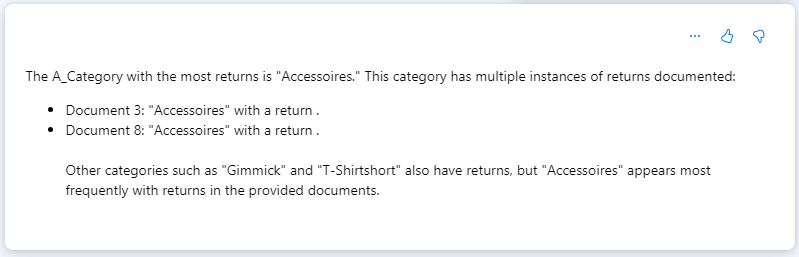 The A_Category with the most returns is "Accessoires." This category has multiple instances of returns documented:
• Document 3: "Accessoires" with a return .
• Document 8: "Accessoires" with a return .
Other categories such as "Gimmick" and "T-Shirtshort" also have returns, but "Accessoires" appears most
frequently with returns in the provided documents.